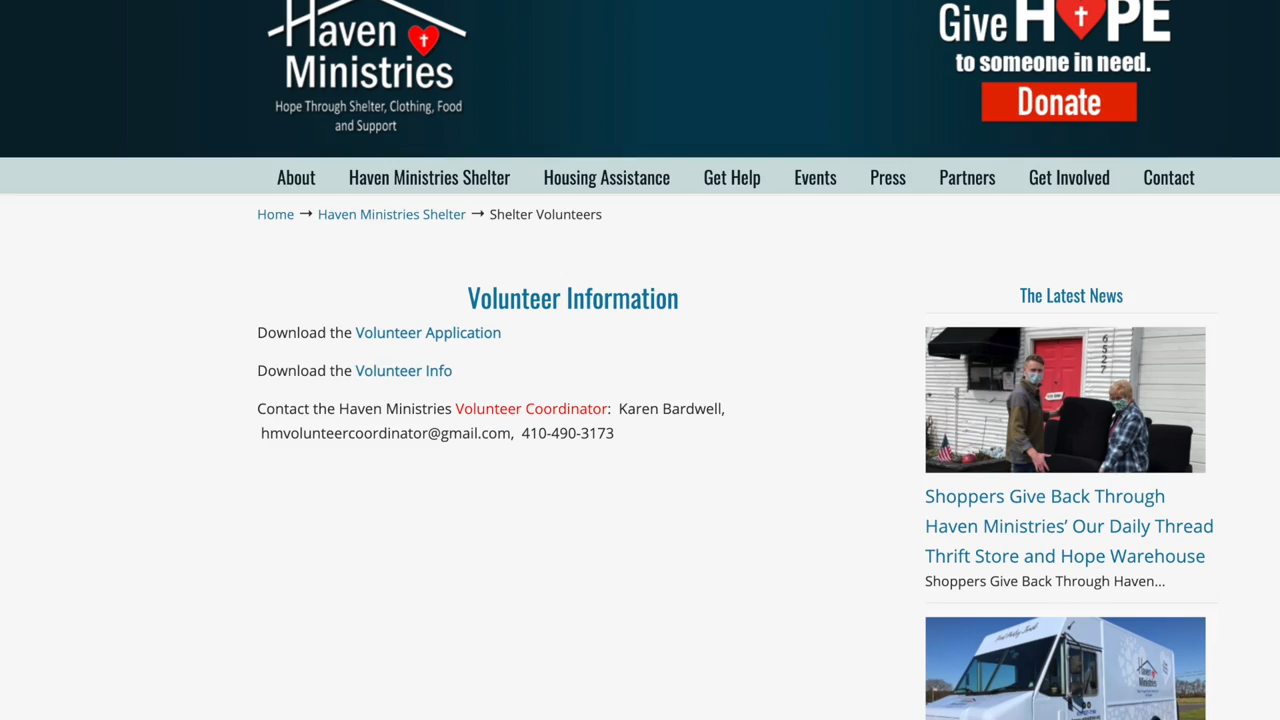 Haven
Ministries
Hope Through Shelter, Clothing, Food
and Support
Give HOPE
to someone in need.
Donate
About Haven Ministries Shelter Housing Assistance Get Help Events Press Partners Get Involved Contact
Home → Haven Ministries Shelter → Shelter Volunteers
Volunteer Information
Download the Volunteer Application
Download the Volunteer Info
Contact the Haven Ministries Volunteer Coordinator: Karen Bardwell,
hmvolunteercoordinator@gmail.com, 410-490-3173
The Latest News
6527
Shoppers Give Back Through
Haven Ministries’ Our Daily Thread
Thrift Store and Hope Warehouse
Shoppers Give Back Through Haven...
Haven
Ministries